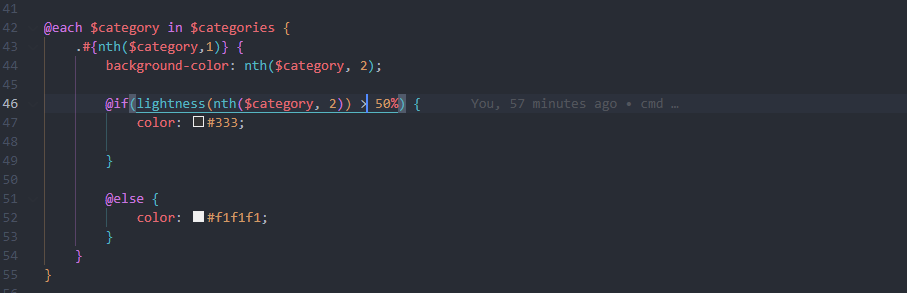 41
42 @each $category in $categories {
43 .#{nth($category,1)} {
44 background-color: nth($category, 2);
45
46 @if(lightness(nth($category, 2)) > 50%) { You, 57 minutes ago • cmd …
47 color: #333;
48
49 }
50
51 @else {
52 color: #f1f1f1;
53 }
54 }
55 }
56